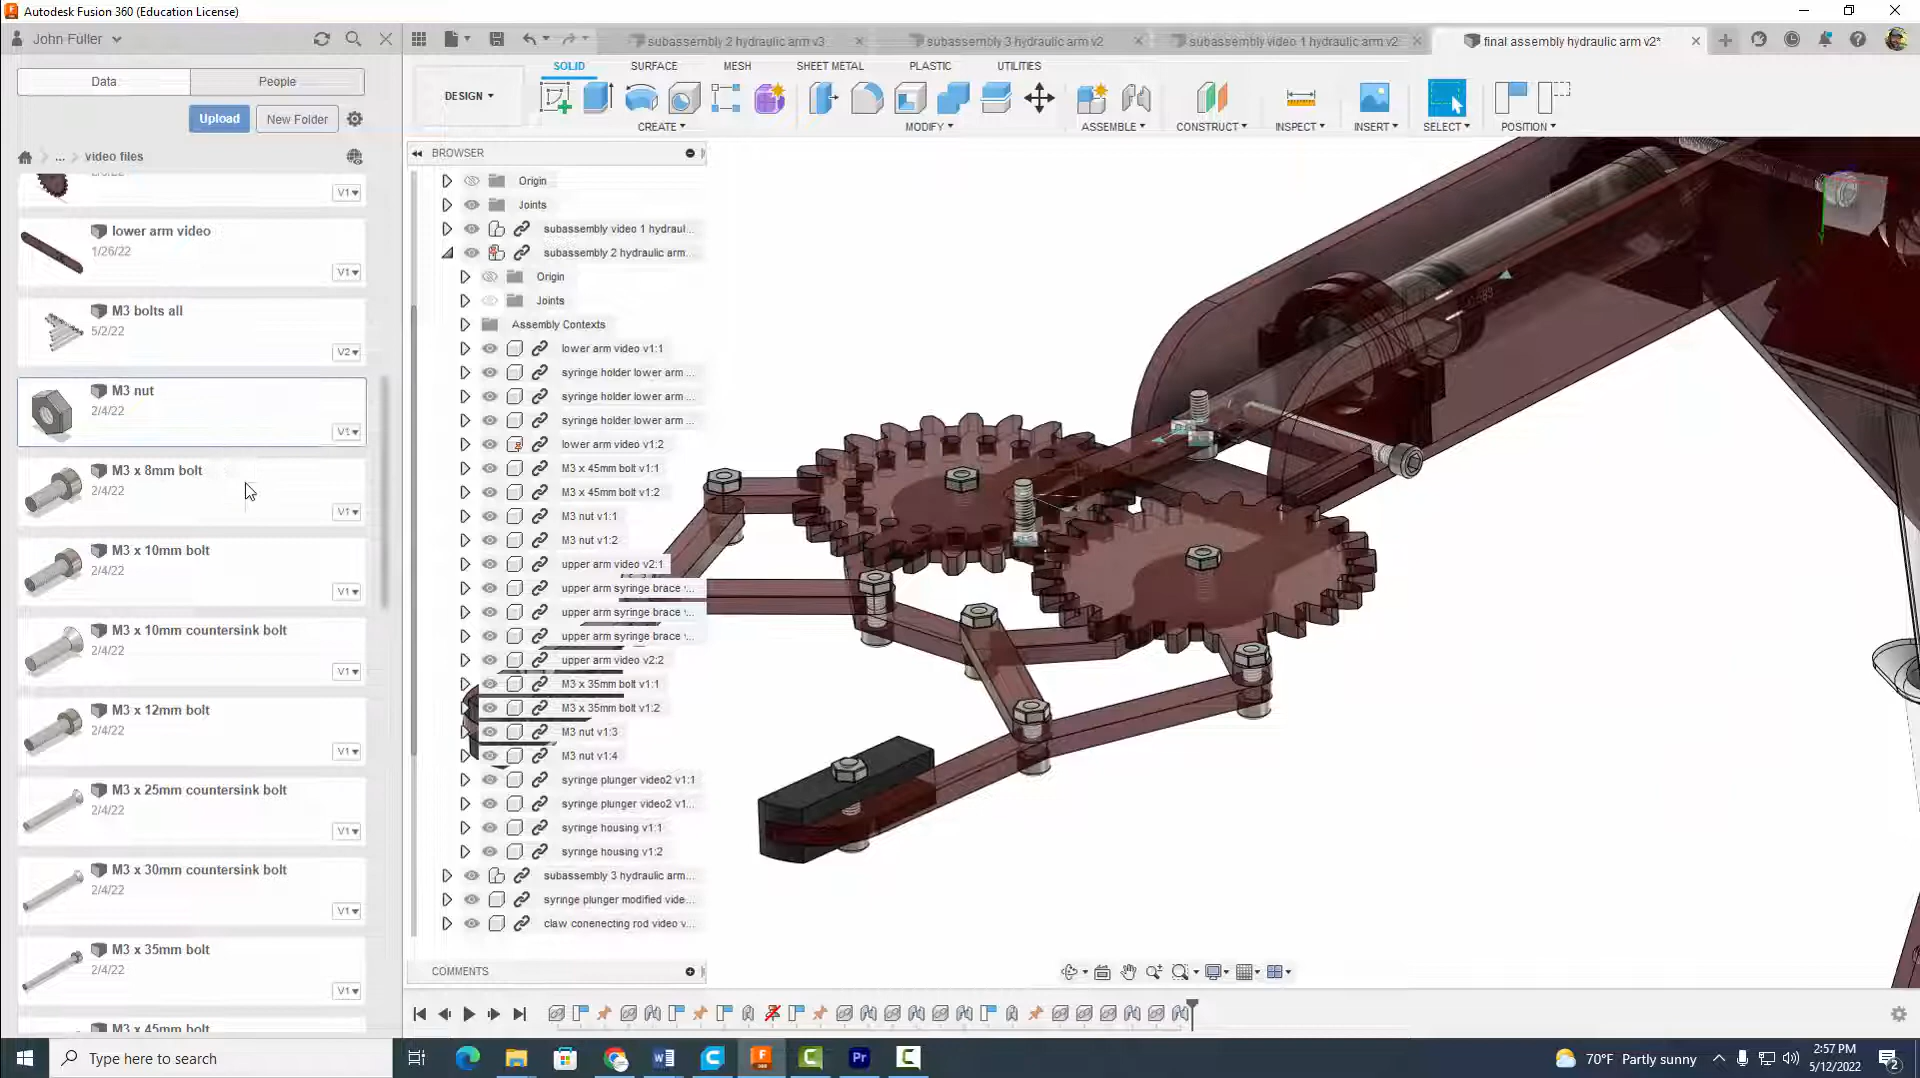 Autodesk Fusion 360 (Education License)
John Fuller
subassembly 2 hydraulic arm v3
subassembly 3 hydraulic arm v2
subassembly video 1 hydraulic arm v2
final assembly hydraulic arm v2*
Data
People
SOLID
SURFACE
MESH
SHEET METAL
PLASTIC
UTILITIES
DESIGN
Upload
New Folder
CREATE
MODIFY
ASSEMBLE
CONSTRUCT
INSPECT
INSERT
SELECT
POSITION
... video files
BROWSER
V1
lower arm video
1/26/22
V1
M3 bolts all
5/2/22
V2
M3 nut
2/4/22
V1
M3 x 8mm bolt
2/4/22
V1
M3 x 10mm bolt
2/4/22
V1
M3 x 10mm countersink bolt
2/4/22
V1
M3 x 12mm bolt
2/4/22
V1
M3 x 25mm countersink bolt
2/4/22
V1
M3 x 30mm countersink bolt
2/4/22
V1
M3 x 35mm bolt
2/4/22
V1
M3 x 45mm bolt
Origin
Joints
subassembly video 1 hydraul...
subassembly 2 hydraulic arm...
Origin
Joints
Assembly Contexts
lower arm video v1:1
syringe holder lower arm ...
syringe holder lower arm ...
syringe holder lower arm ...
lower arm video v1:2
M3 x 45mm bolt v1:1
M3 x 45mm bolt v1:2
M3 nut v1:1
M3 nut v1:2
upper arm video v2:1
upper arm syringe brace v...
upper arm syringe brace v...
upper arm syringe brace v...
upper arm video v2:2
M3 x 35mm bolt v1:1
M3 x 35mm bolt v1:2
M3 nut v1:3
M3 nut v1:4
syringe plunger video2 v1:1
syringe plunger video2 v1...
syringe housing v1:1
syringe housing v1:2
subassembly 3 hydraulic arm...
syringe plunger modified vide...
claw conenecting rod video v...
COMMENTS
Type here to search
70°F Partly sunny
2:57 PM
5/12/2022
2